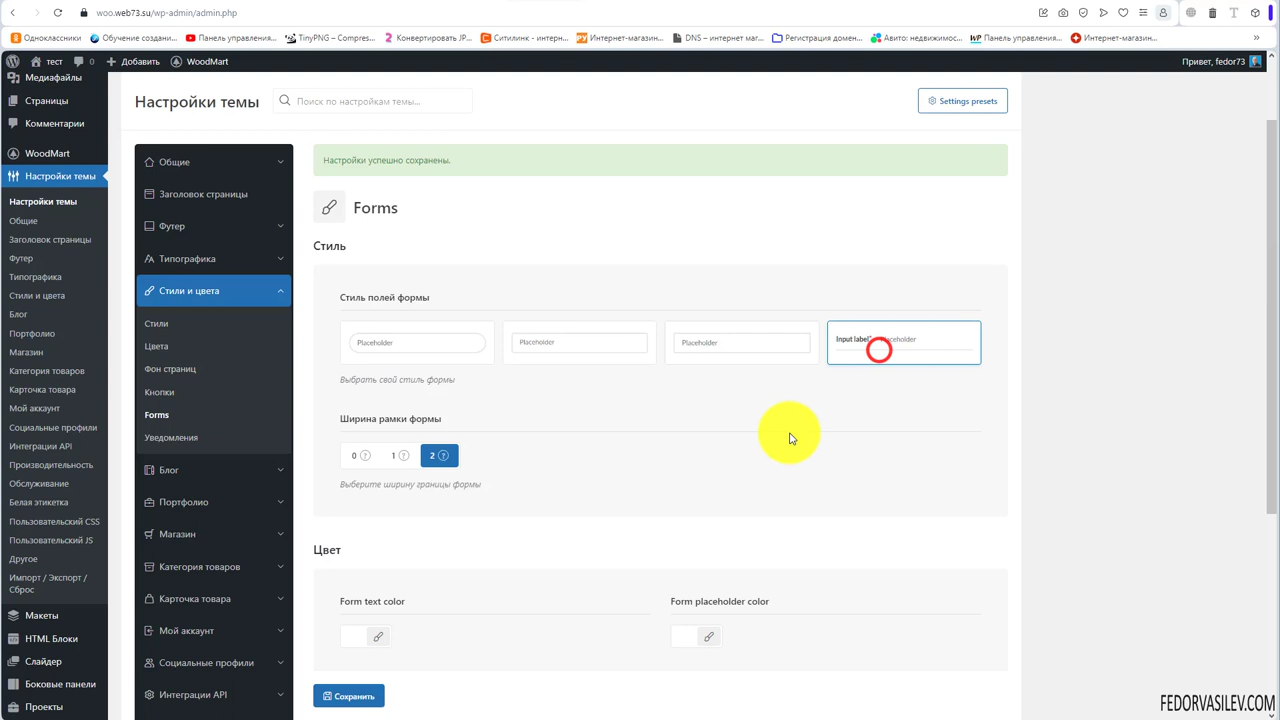 woo.web73.su/wp-admin/admin.php
Одноклассники
Обучение создани...
Панель управления...
TinyPNG – Compres...
Конвертировать JP...
Ситилинк - интерн...
Интернет-магазин...
DNS – интернет маг...
Регистрация домен...
Авито: недвижимос...
Панель управления...
Интернет-магазин...
тест
0
Добавить
WoodMart
Привет, fedor73
Медиафайлы
Страницы
Комментарии
WoodMart
Настройки темы
Настройки темы
Общие
Заголовок страницы
Футер
Типографика
Стили и цвета
Блог
Портфолио
Магазин
Категория товаров
Карточка товара
Мой аккаунт
Социальные профили
Интеграции API
Производительность
Обслуживание
Белая этикетка
Пользовательский CSS
Пользовательский JS
Другое
Импорт / Экспорт /
Сброс
Макеты
HTML Блоки
Слайдер
Боковые панели
Проекты
Настройки темы
Поиск по настройкам темы...
Settings presets
Общие
Заголовок страницы
Футер
Типографика
Стили и цвета
Стили
Цвета
Фон страниц
Кнопки
Forms
Уведомления
Блог
Портфолио
Магазин
Категория товаров
Карточка товара
Мой аккаунт
Социальные профили
Интеграции API
Настройки успешно сохранены.
Forms
Стиль
Стиль полей формы
Placeholder
Placeholder
Placeholder
Input label* Placeholder
Выбрать свой стиль формы
Ширина рамки формы
0 ?
1 ?
2 ?
Выберите ширину границы формы
Цвет
Form text color
Form placeholder color
Сохранить
FEDORVASILEV.COM